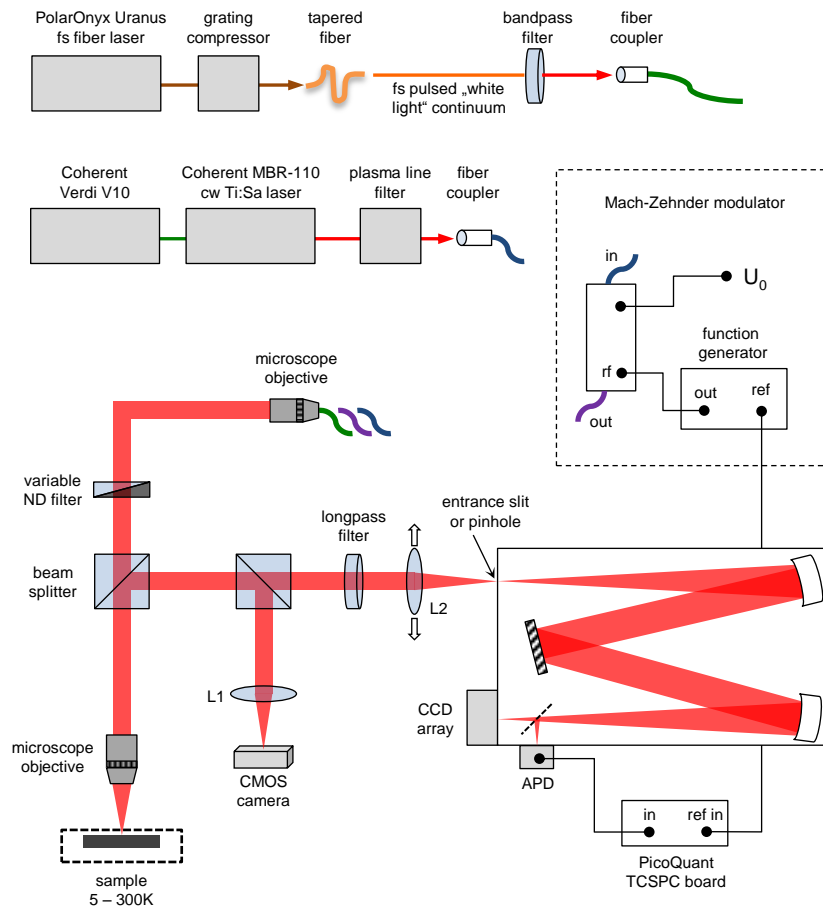 PolarOnyx Uranus
fs fiber laser
grating
compressor
tapered
fiber
bandpass
filter
fiber
coupler
fs pulsed „white
light“ continuum
Coherent
Verdi V10
Coherent MBR-110
cw Ti:Sa laser
plasma line
filter
fiber
coupler
Mach-Zehnder modulator
in
U0
rf
out
function
generator
out
ref
microscope
objective
variable
ND filter
beam
splitter
longpass
filter
entrance slit
or pinhole
L2
L1
CMOS
camera
microscope
objective
sample
5 – 300K
CCD
array
APD
in
ref in
PicoQuant
TCSPC board